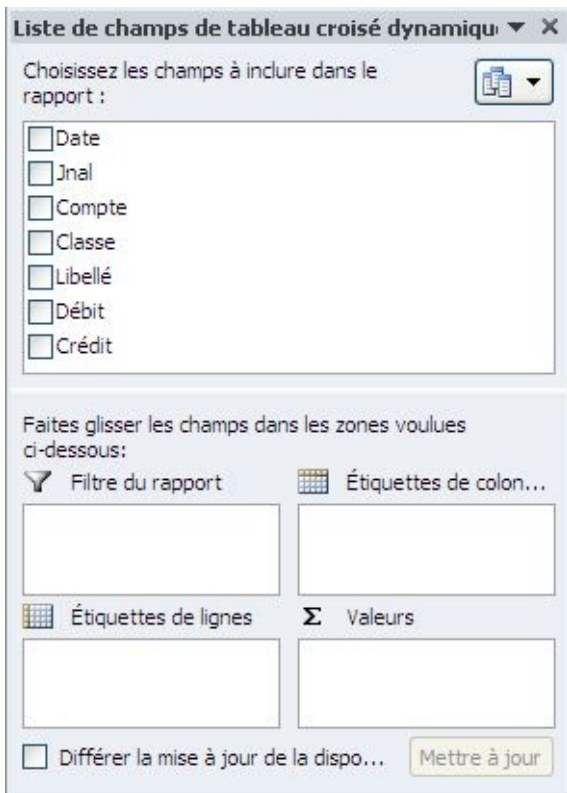 Liste de champs de tableau croisé dynamiqu
Choisissez les champs à inclure dans le
rapport :
Date
Jnal
Compte
Classe
Libellé
Débit
Crédit
Faites glisser les champs dans les zones voulues
ci-dessous:
Filtre du rapport
Étiquettes de colon...
Étiquettes de lignes
Σ Valeurs
Différer la mise à jour de la dispo...
Mettre à jour